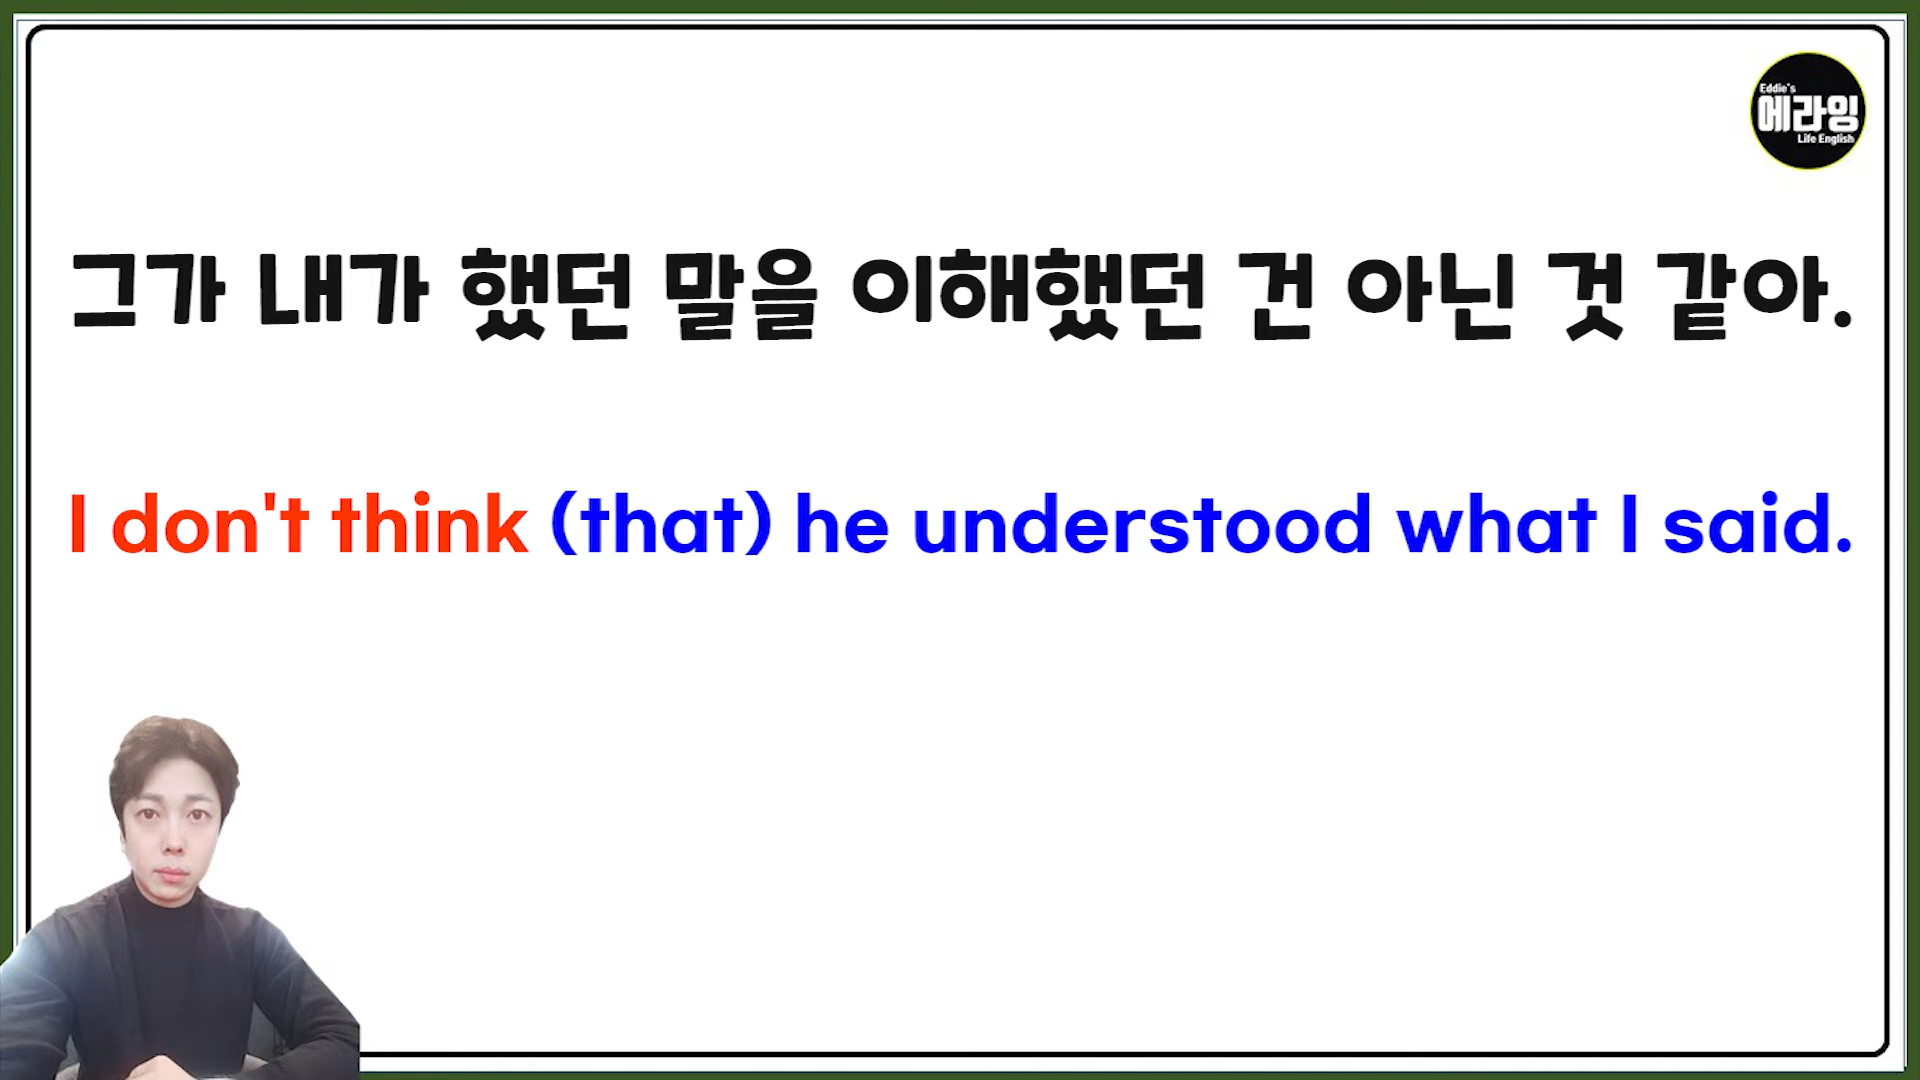 Eddie's
에라잉
Life English
그가 내가 했던 말을 이해했던 건 아닌 것 같아.
I don't think (that) he understood what I said.